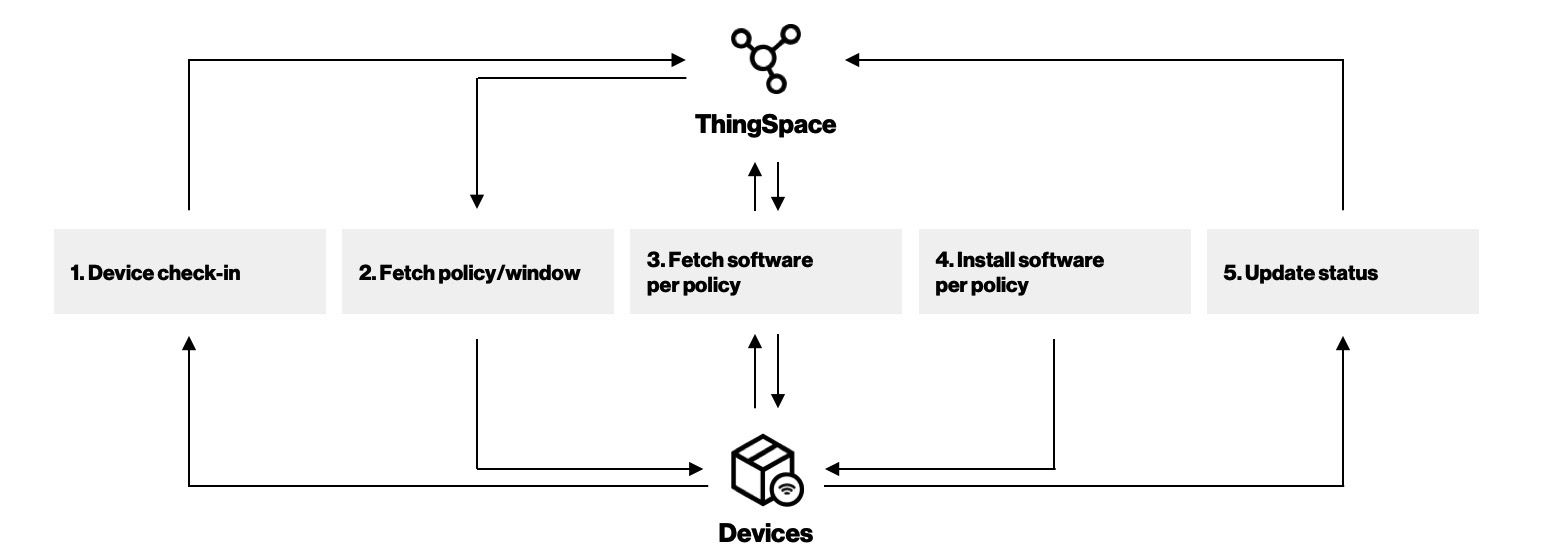 ThingSpace
1. Device check-in
2. Fetch policy/window
3. Fetch software
per policy
4. Install software
per policy
5. Update status
Devices